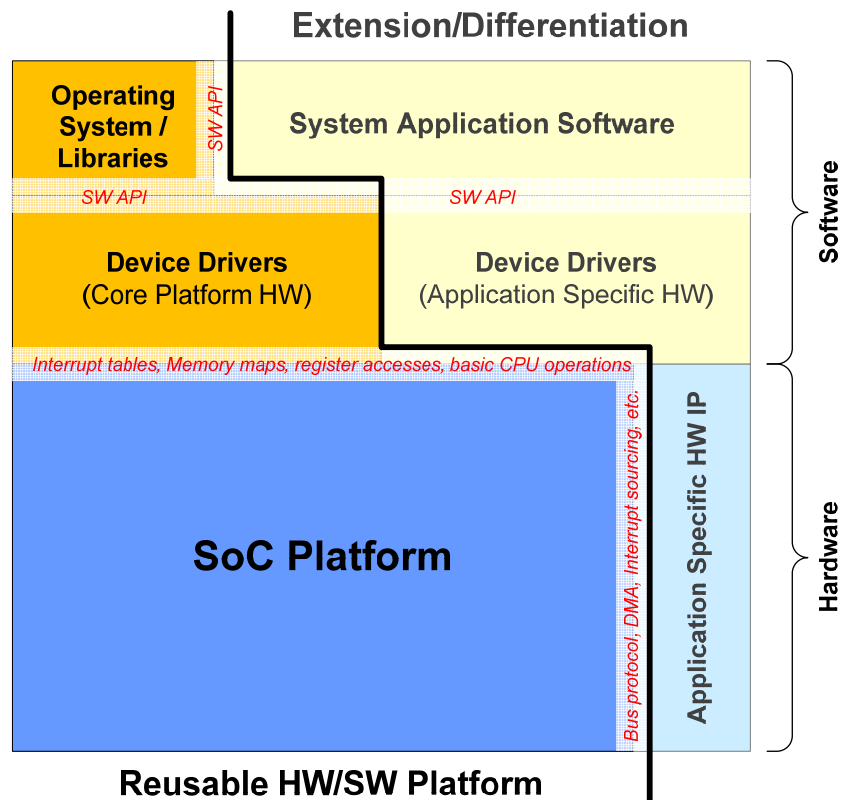 Extension/Differentiation
Operating
System /
Libraries
SW API
System Application Software
SW API
SW API
Device Drivers
(Core Platform HW)
Device Drivers
(Application Specific HW)
Software
Interrupt tables, Memory maps, register accesses, basic CPU operations
SoC Platform
Bus protocol, DMA, Interrupt sourcing, etc.
Application Specific HW IP
Hardware
Reusable HW/SW Platform